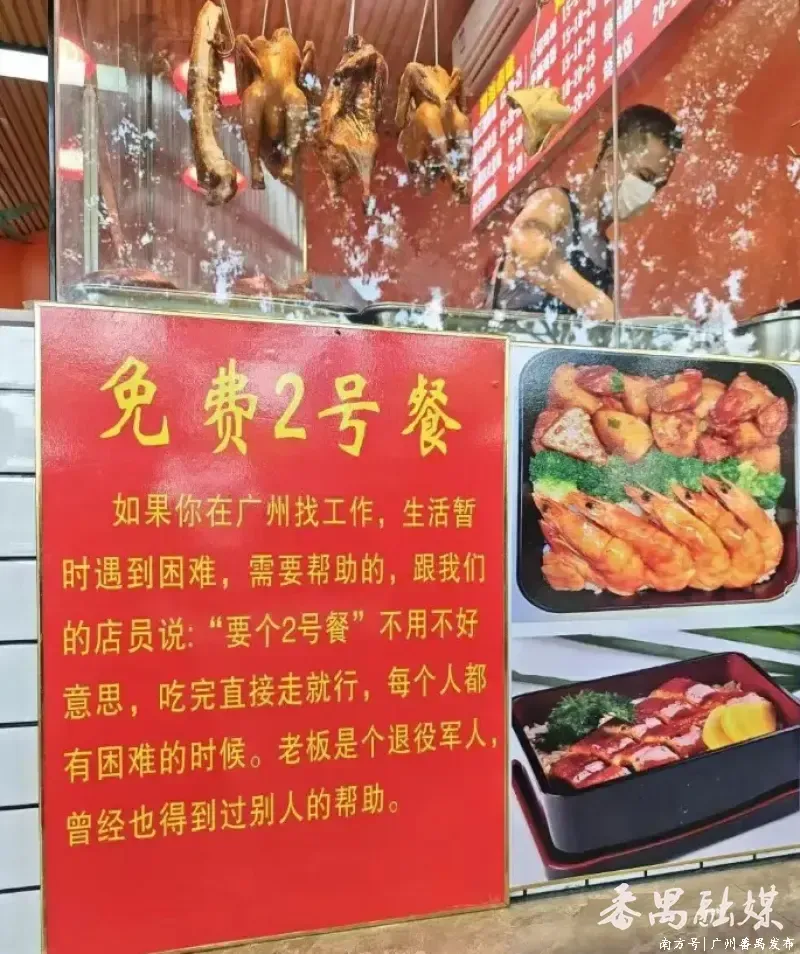 免费2号餐
如果你在广州找工作，生活暂
时遇到困难，需要帮助的，跟我们
的店员说：“要个2号餐”不用不好
意思，吃完直接走就行，每个人都
有困难的时候。老板是个退役军人，
曾经也得到过别人的帮助。
番禺融媒
南方号|广州番禺发布